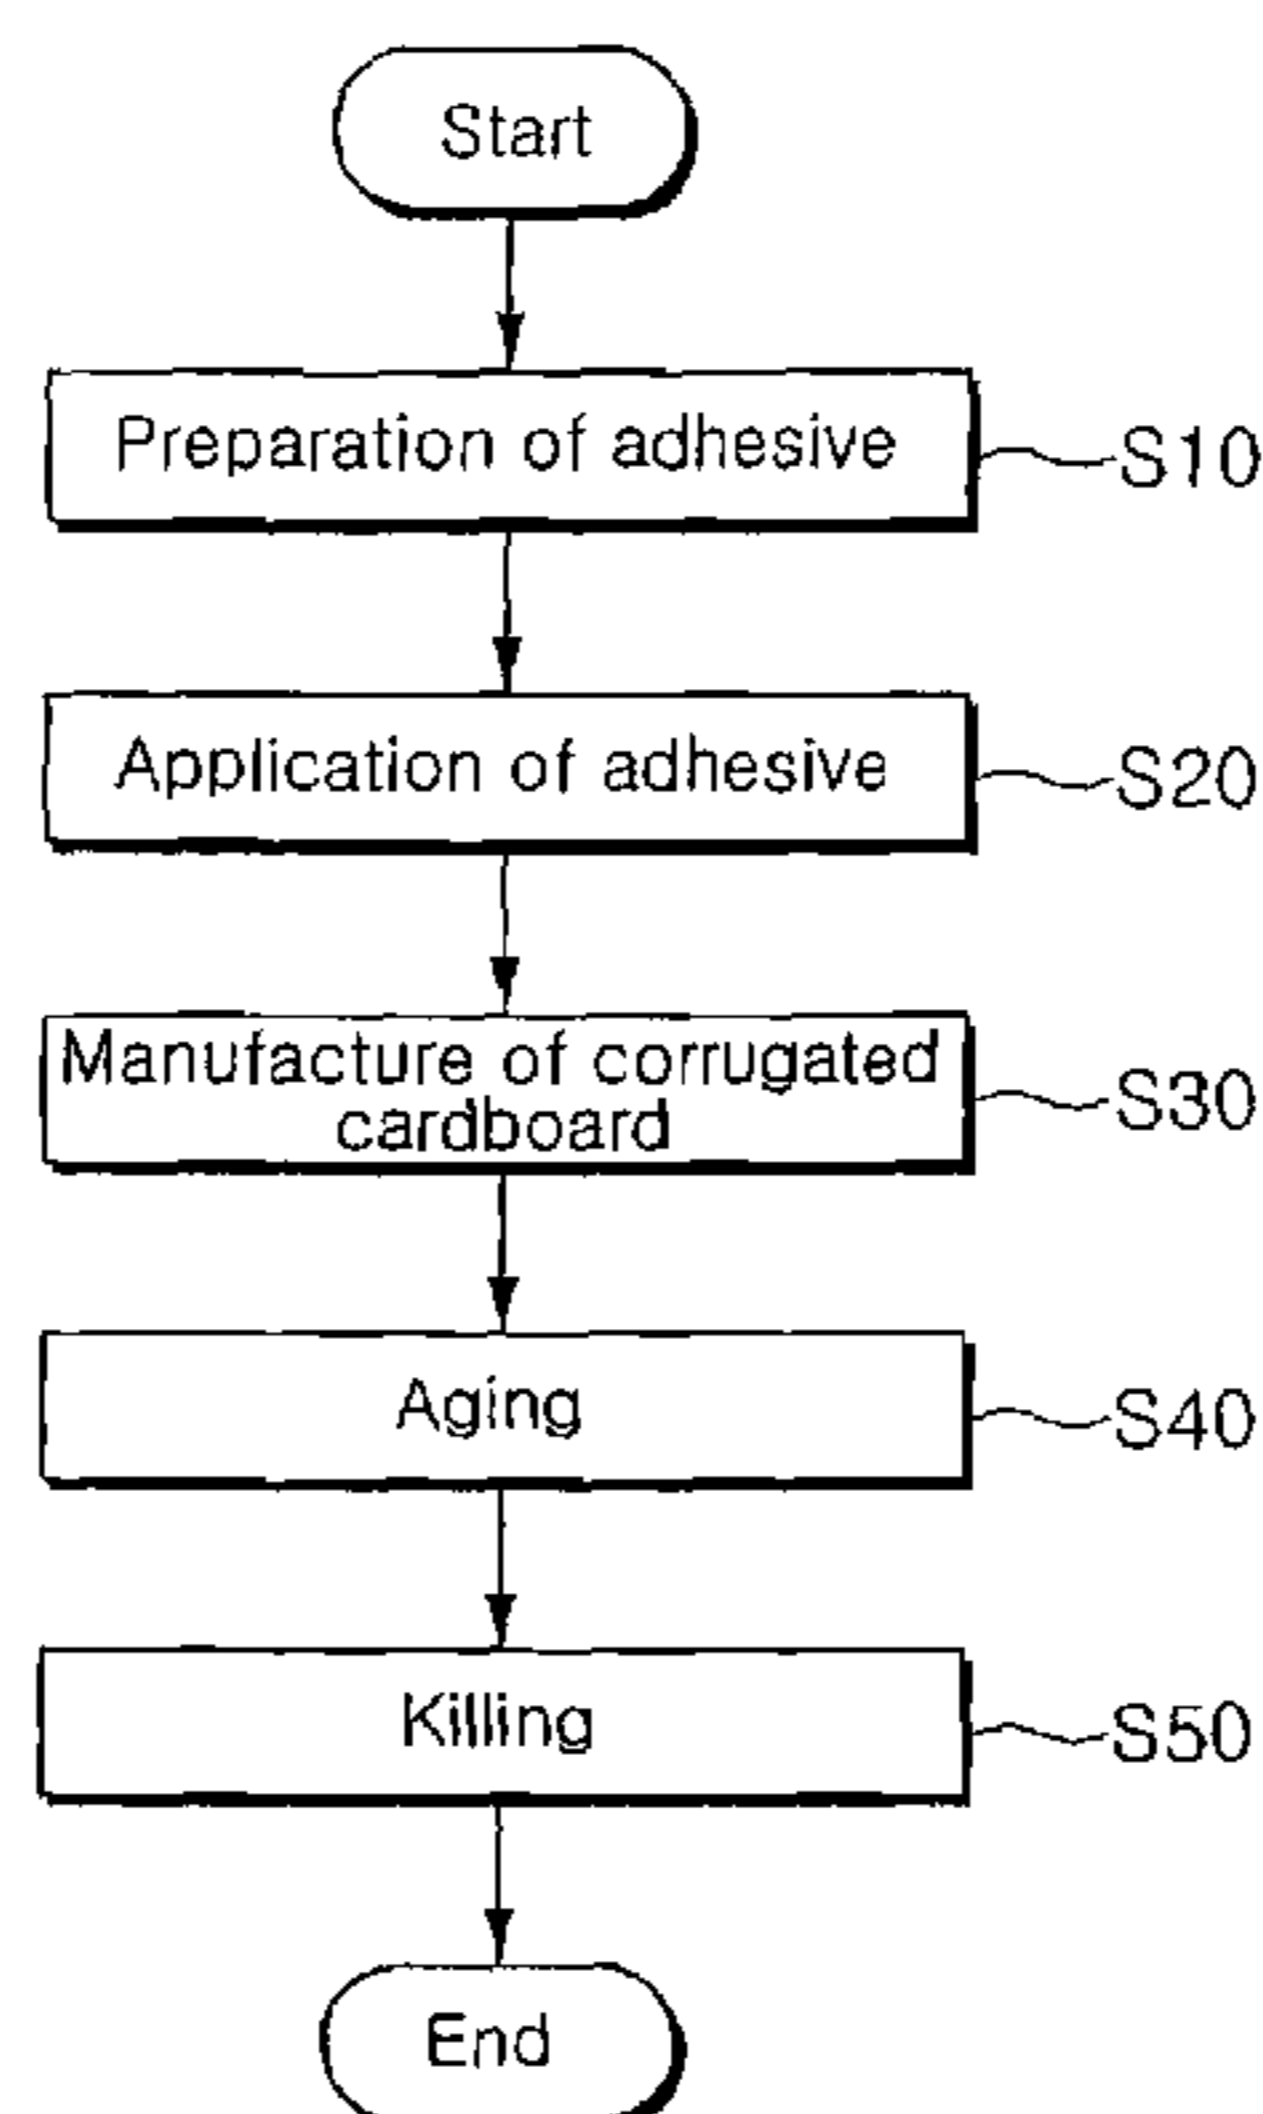 Start
Preparation of adhesive
S10
Application of adhesive
S20
Manufacture of corrugated
cardboard
S30
Aging
S40
Killing
S50
End